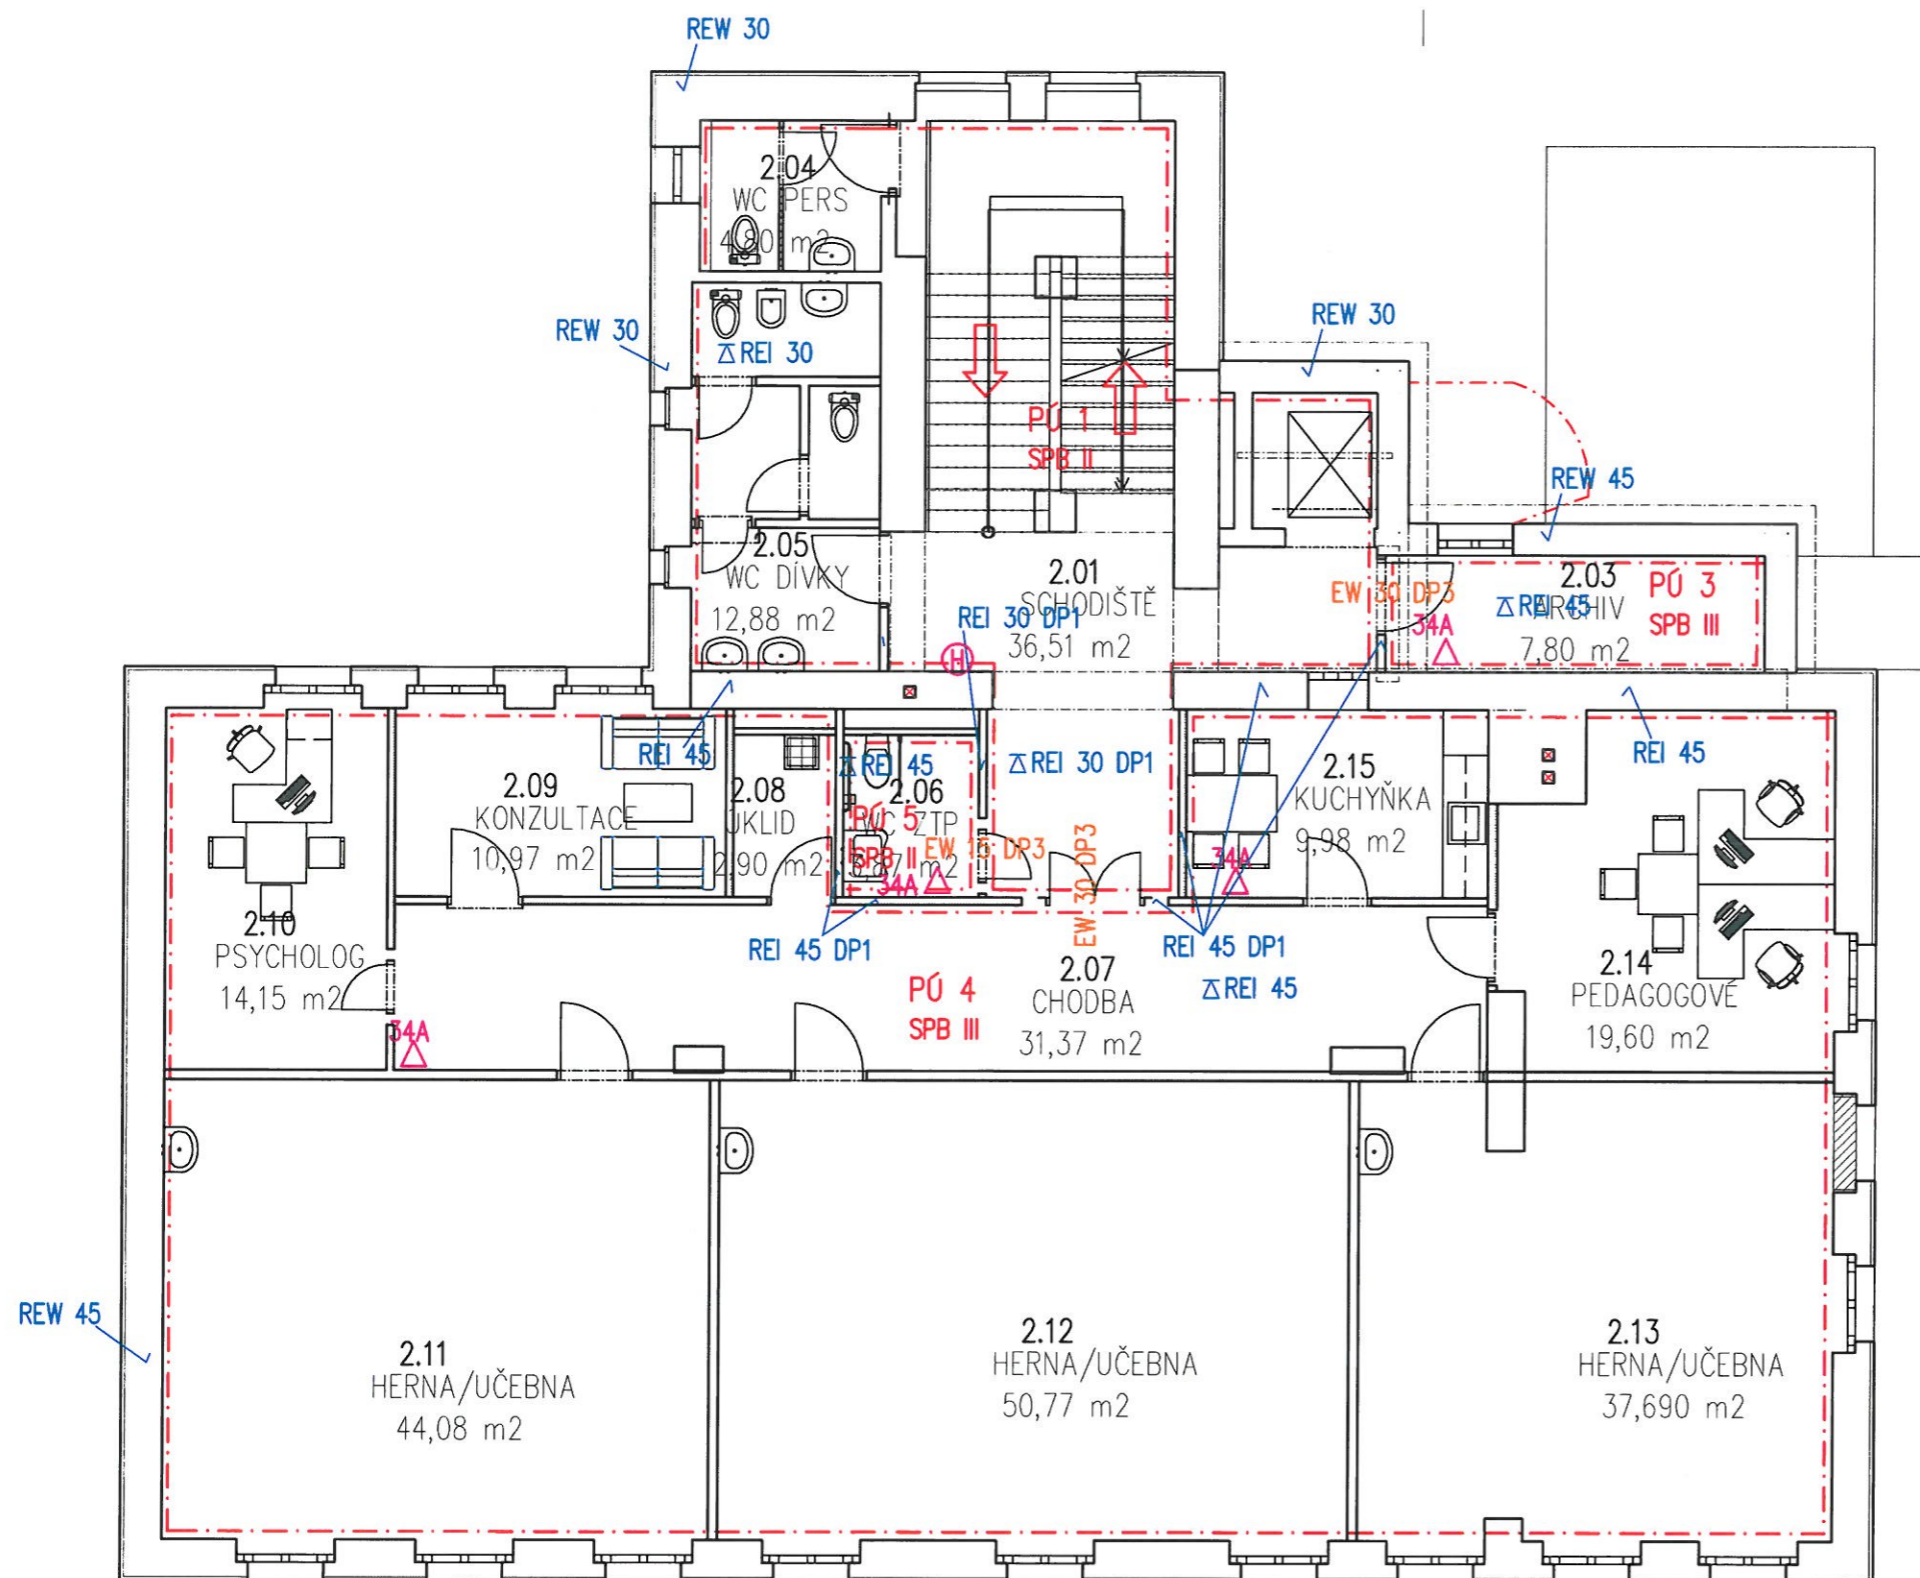 REW 30
2.04
WC PERS
4,80 m2
REW 30
REI 30
REW 30
PÚ 1
SPB II
REW 45
2.05
WC DÍVKY
12,88 m2
2.01
SCHODIŠTĚ
36,51 m2
REI 30 DP1
EW 30 DP3
2.03
ARCHIV
7,80 m2
REI 45
PÚ 3
SPB III
34A
H
REI 45
2.09
KONZULTACE
10,97 m2
2.08
ÚKLID
2,90 m2
REI 45
2.06
WC ZTP
PÚ 5
SPB II
34A
EW 15 DP3
REI 30 DP1
EW 30 DP3
2.15
KUCHYŇKA
9,98 m2
34A
REI 45
2.10
PSYCHOLOG
14,15 m2
34A
REI 45 DP1
PÚ 4
SPB III
2.07
CHODBA
31,37 m2
REI 45 DP1
REI 45
2.14
PEDAGOGOVÉ
19,60 m2
REW 45
2.11
HERNA/UČEBNA
44,08 m2
2.12
HERNA/UČEBNA
50,77 m2
2.13
HERNA/UČEBNA
37,690 m2